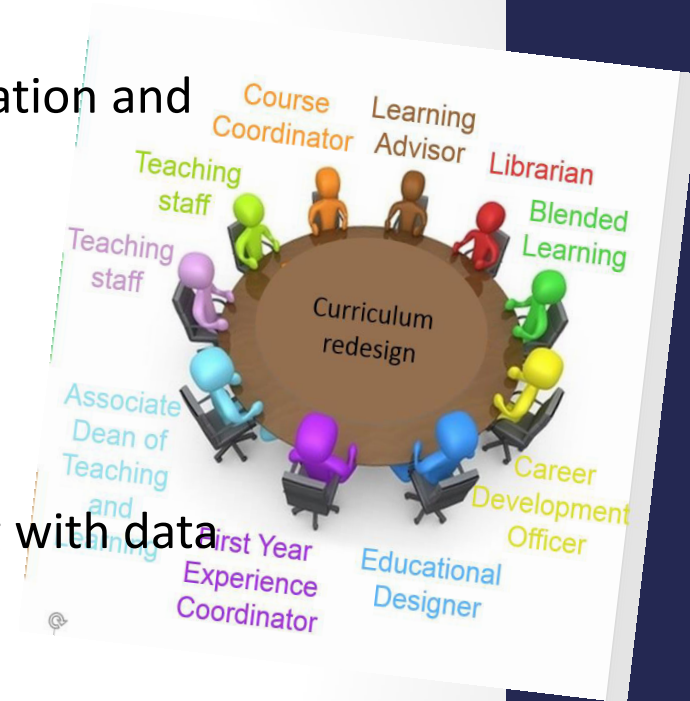 ation and
Course
Coordinator
Learning
Advisor
Librarian
Teaching
staff
Blended
Learning
Teaching
staff
Curriculum
redesign
Associate
Dean of
Teaching
and
Learning
with data
Career
Development
Officer
First Year
Experience
Coordinator
Educational
Designer